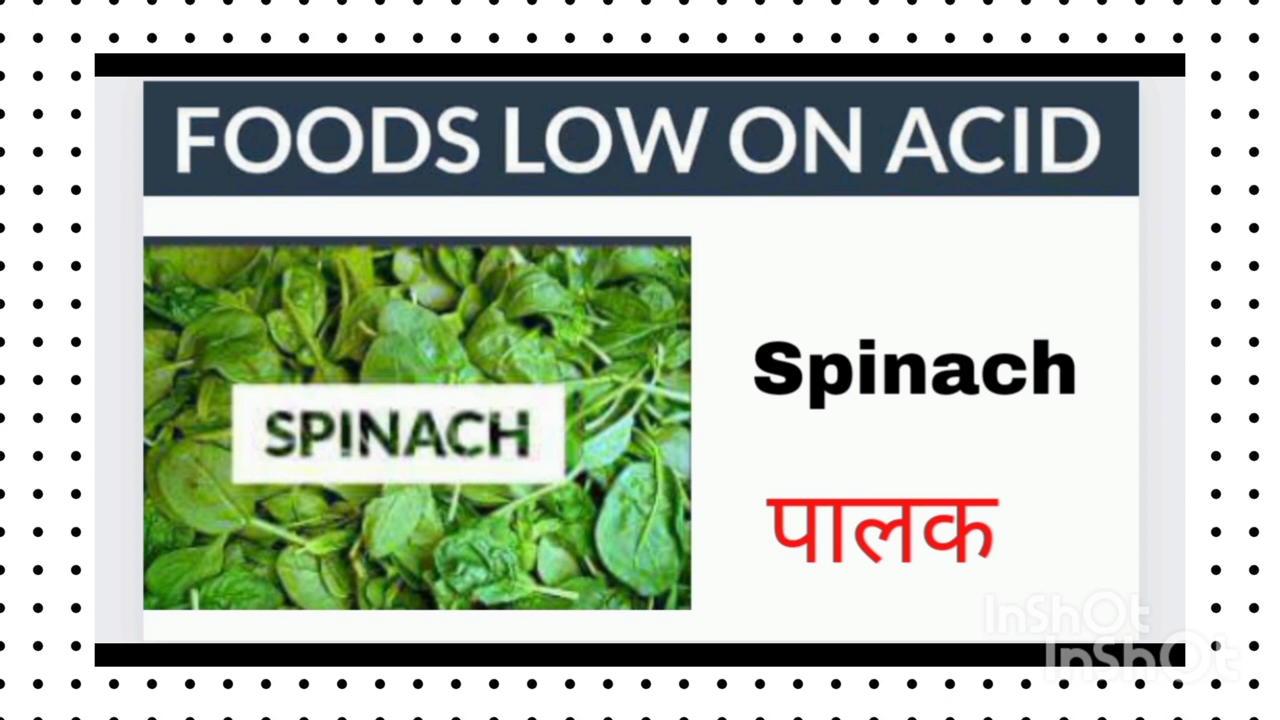 FOODS LOW ON ACID
SPINACH
Spinach
पालक
InShOt
InShOt